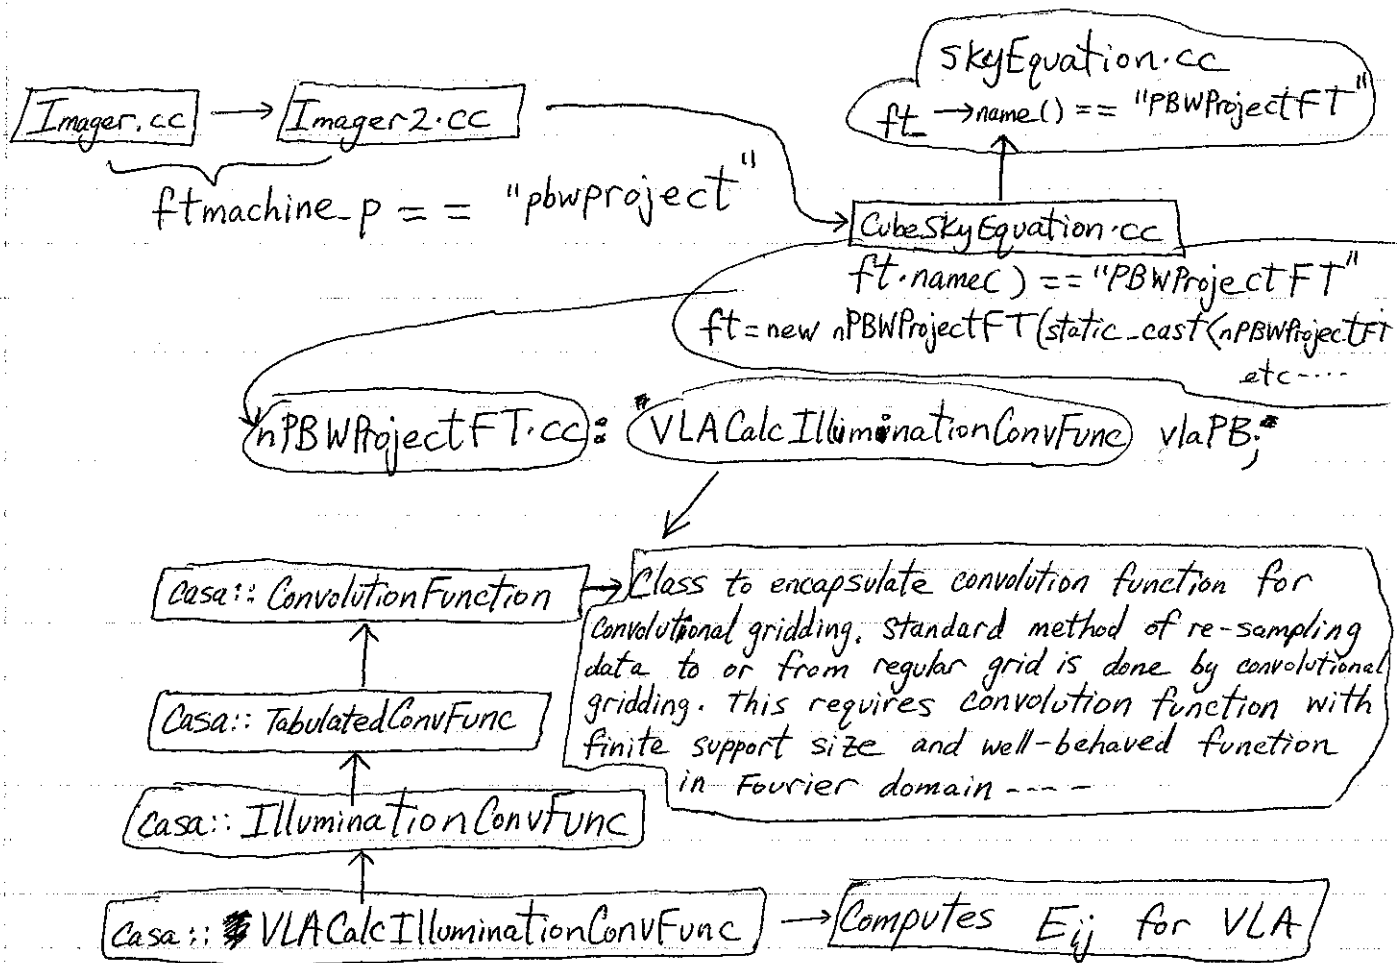 SkyEquation.cc
ft→name() == "PBWProjectFT"
Imager.cc → Imager2.cc
ftmachine_p == "pbwproject"
CubeSkyEquation.cc
ft.name() == "PBWProjectFT"
ft=new nPBWProjectFT(static_cast<nPBWProjectFT
etc----
nPBWProjectFT.cc: "VLACalcIlluminationConvFunc vlaPB;"
casa::ConvolutionFunction
Class to encapsulate convolution function for
convolutional gridding. Standard method of re-sampling
data to or from regular grid is done by convolutional
gridding. This requires convolution function with
finite support size and well-behaved function
in Fourier domain ----
Casa::TabulatedConvFunc
Casa::IlluminationConvFunc
Casa::VLACalcIlluminationConvFunc → Computes Eij for VLA